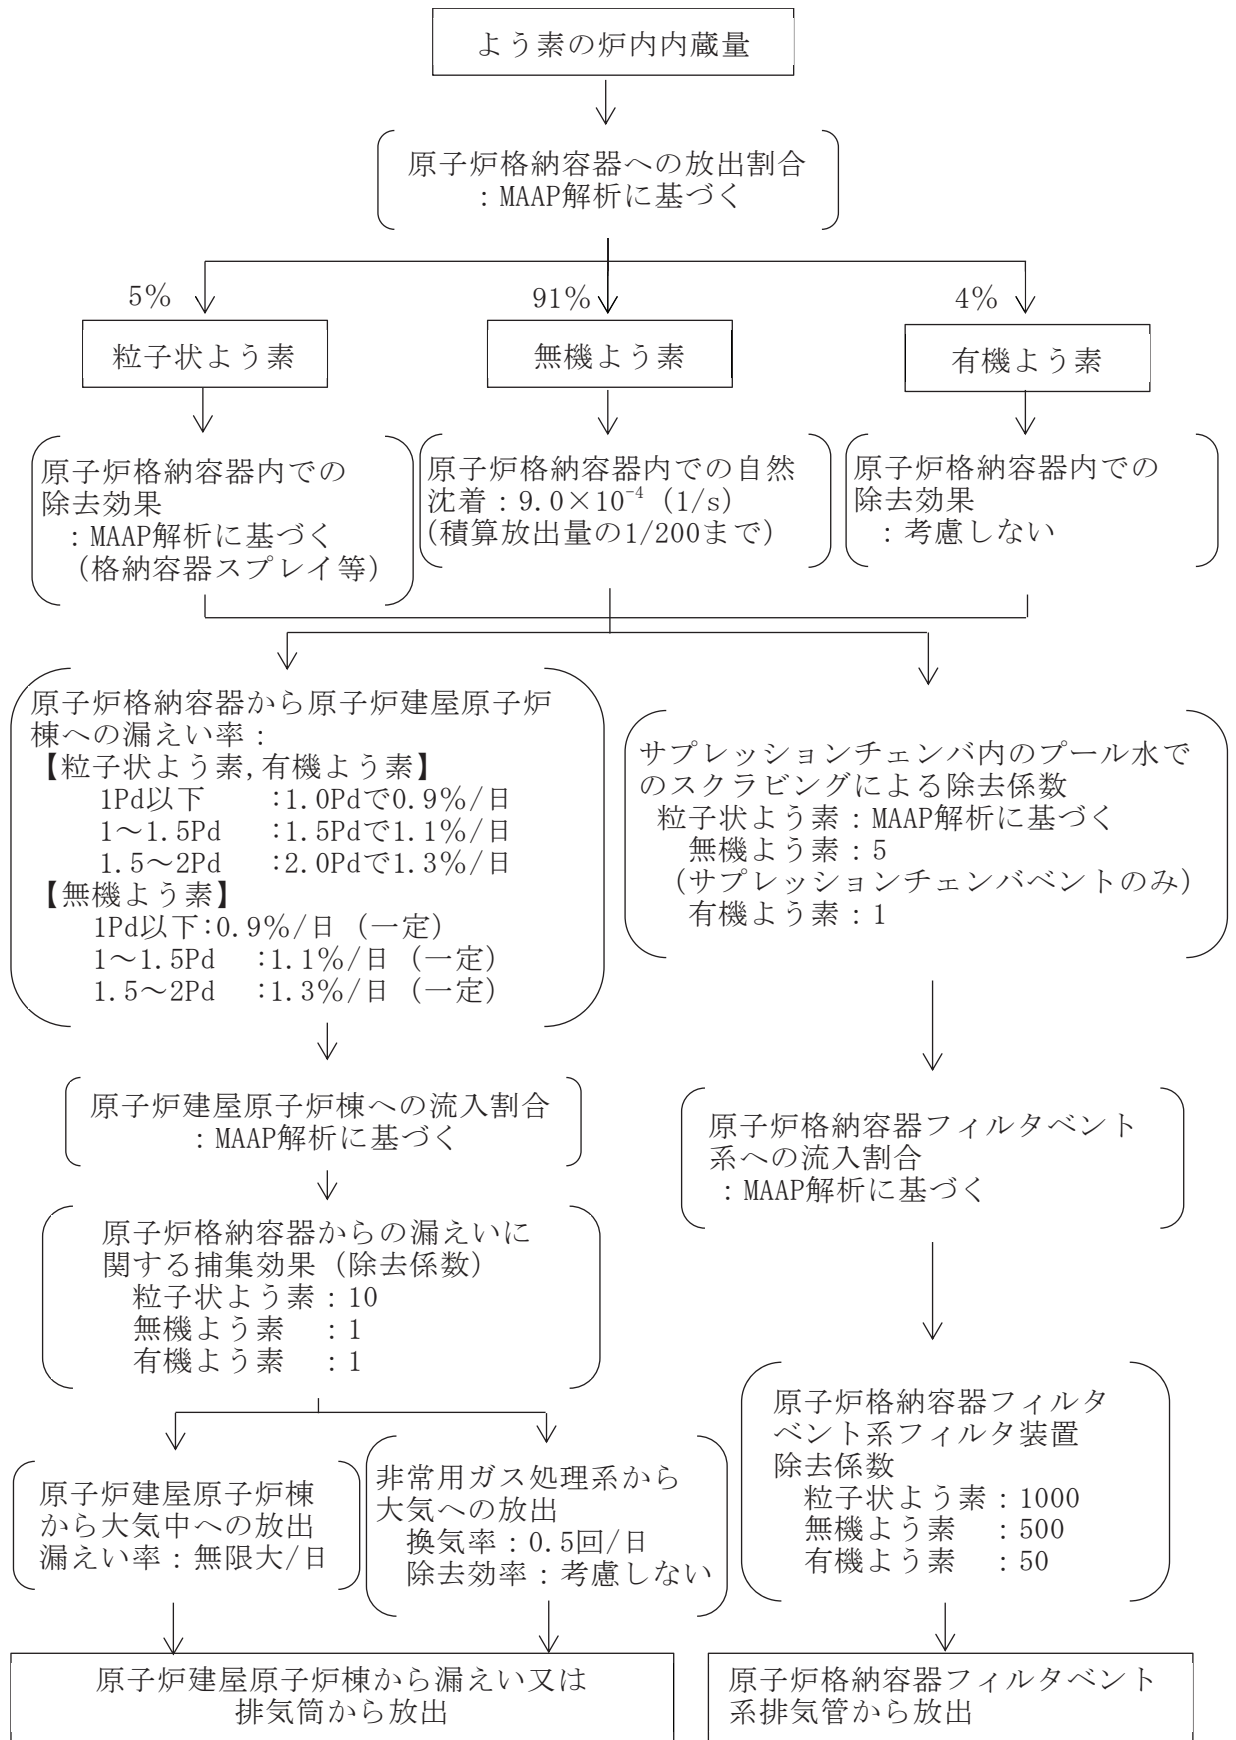 よう素の炉内内蔵量
原子炉格納容器への放出割合
：MAAP解析に基づく
5%
91%
4%
粒子状よう素
無機よう素
有機よう素
原子炉格納容器内での
除去効果
：MAAP解析に基づく
（格納容器スプレイ等）
原子炉格納容器内での自然
沈着：9.0×10⁻⁴（1/s）
(積算放出量の1/200まで）
原子炉格納容器内での
除去効果
：考慮しない
原子炉格納容器から原子炉建屋原子炉
棟への漏えい率：
【粒子状よう素,有機よう素】
1Pd以下　　:1.0Pdで0.9%/日
1～1.5Pd　 :1.5Pdで1.1%/日
1.5～2Pd　 :2.0Pdで1.3%/日
【無機よう素】
1Pd以下:0.9%/日（一定）
1～1.5Pd　:1.1%/日（一定）
1.5～2Pd　:1.3%/日（一定）
サプレッションチェンバ内のプール水で
のスクラビングによる除去係数
粒子状よう素：MAAP解析に基づく
無機よう素：5
（サプレッションチェンバベントのみ）
有機よう素：1
原子炉建屋原子炉棟への流入割合
：MAAP解析に基づく
原子炉格納容器フィルタベント
系への流入割合
：MAAP解析に基づく
原子炉格納容器からの漏えいに
関する捕集効果（除去係数）
粒子状よう素：10
無機よう素　：1
有機よう素　：1
原子炉格納容器フィルタ
ベント系フィルタ装置
除去係数
粒子状よう素：1000
無機よう素　：500
有機よう素　：50
原子炉建屋原子炉棟
から大気中への放出
漏えい率：無限大/日
非常用ガス処理系から
大気への放出
換気率：0.5回/日
除去効率：考慮しない
原子炉建屋原子炉棟から漏えい又は
排気筒から放出
原子炉格納容器フィルタベント
系排気管から放出